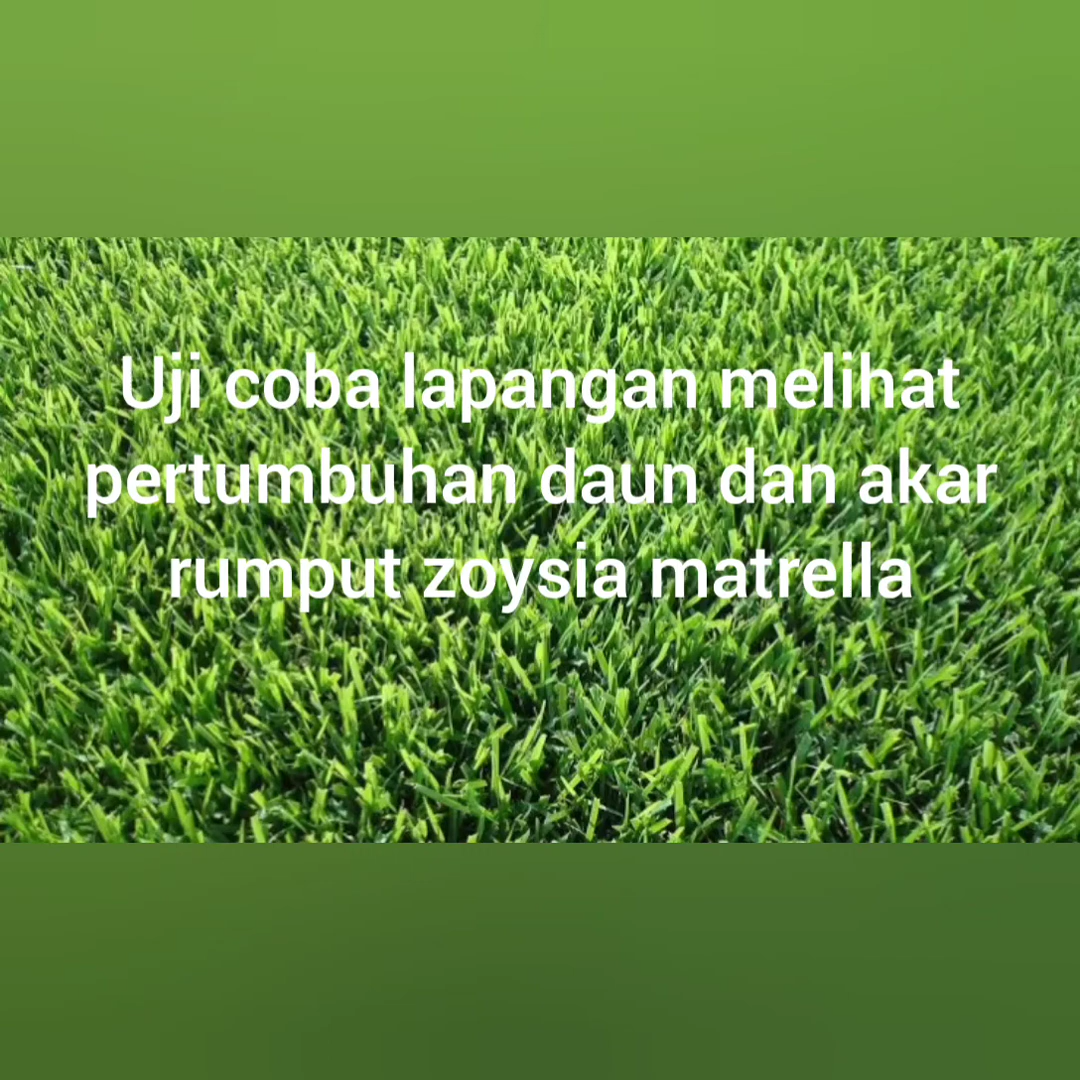 Uji coba lapangan melihat
pertumbuhan daun dan akar
rumput zoysia matrella